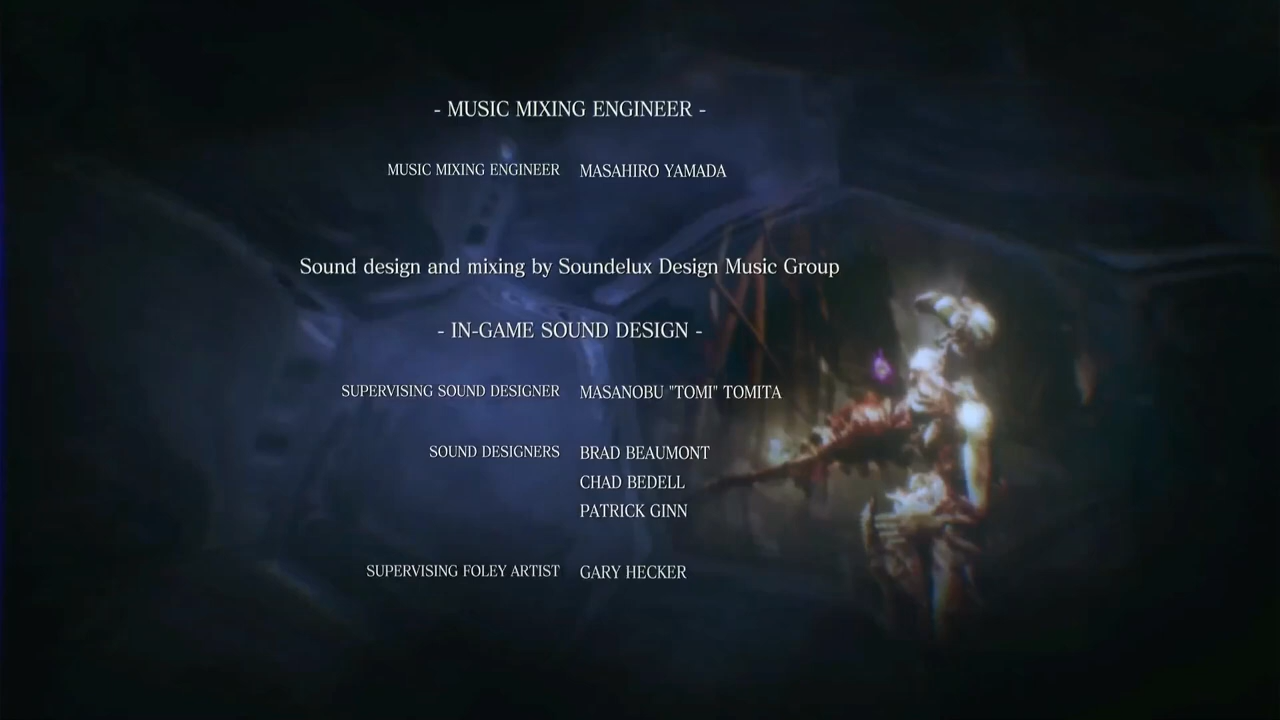 - MUSIC MIXING ENGINEER -
MUSIC MIXING ENGINEER MASAHIRO YAMADA
Sound design and mixing by Soundelux Design Music Group
- IN-GAME SOUND DESIGN -
SUPERVISING SOUND DESIGNER MASANOBU "TOMI" TOMITA
SOUND DESIGNERS BRAD BEAUMONT
CHAD BEDELL
PATRICK GINN
SUPERVISING FOLEY ARTIST GARY HECKER